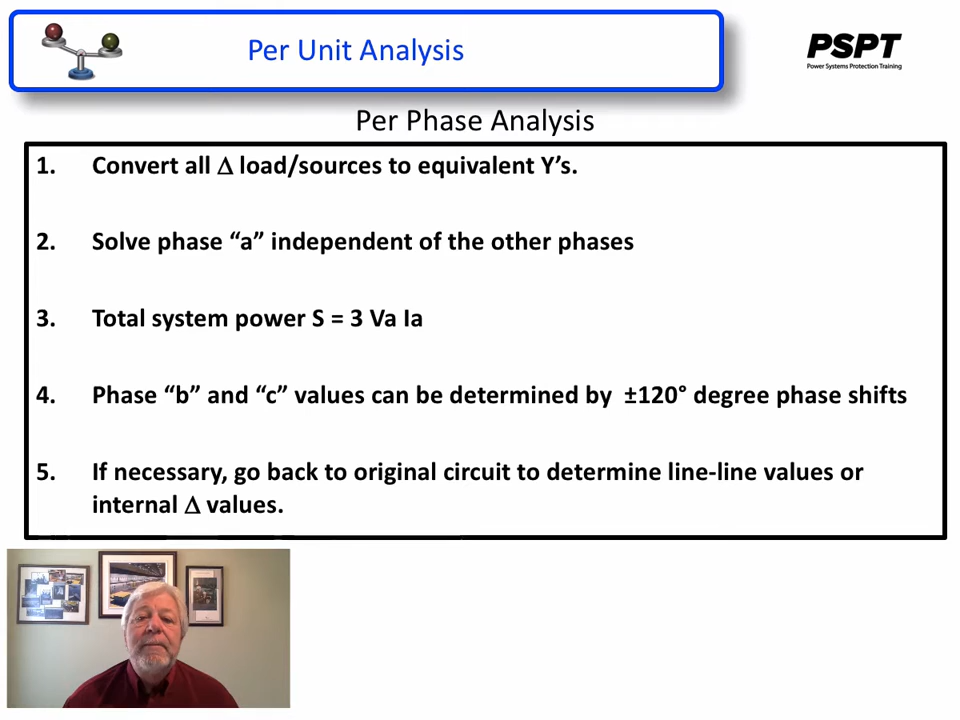 Per Unit Analysis
PSPT
Power Systems Protection Training
Per Phase Analysis
1. Convert all Δ load/sources to equivalent Y’s.
2. Solve phase “a” independent of the other phases
3. Total system power S = 3 Va Ia
4. Phase “b” and “c” values can be determined by ±120° degree phase shifts
5. If necessary, go back to original circuit to determine line-line values or
internal Δ values.